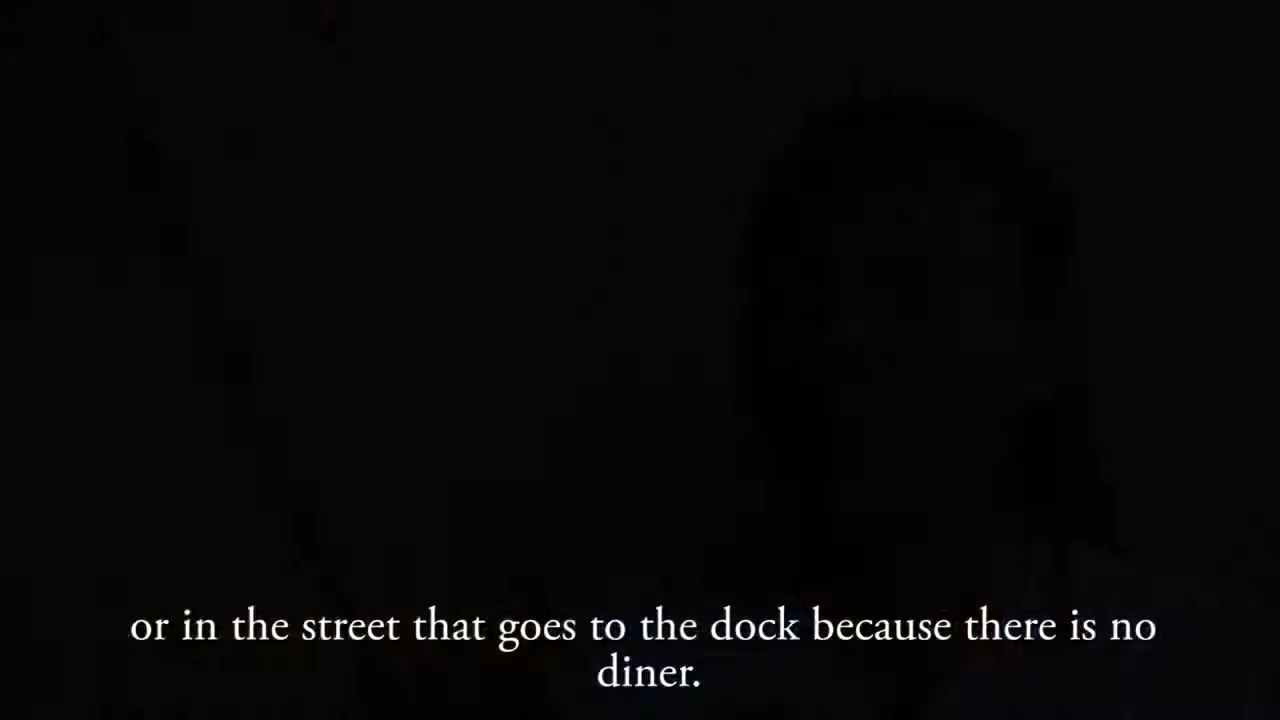 or in the street that goes to the dock because there is no
diner.